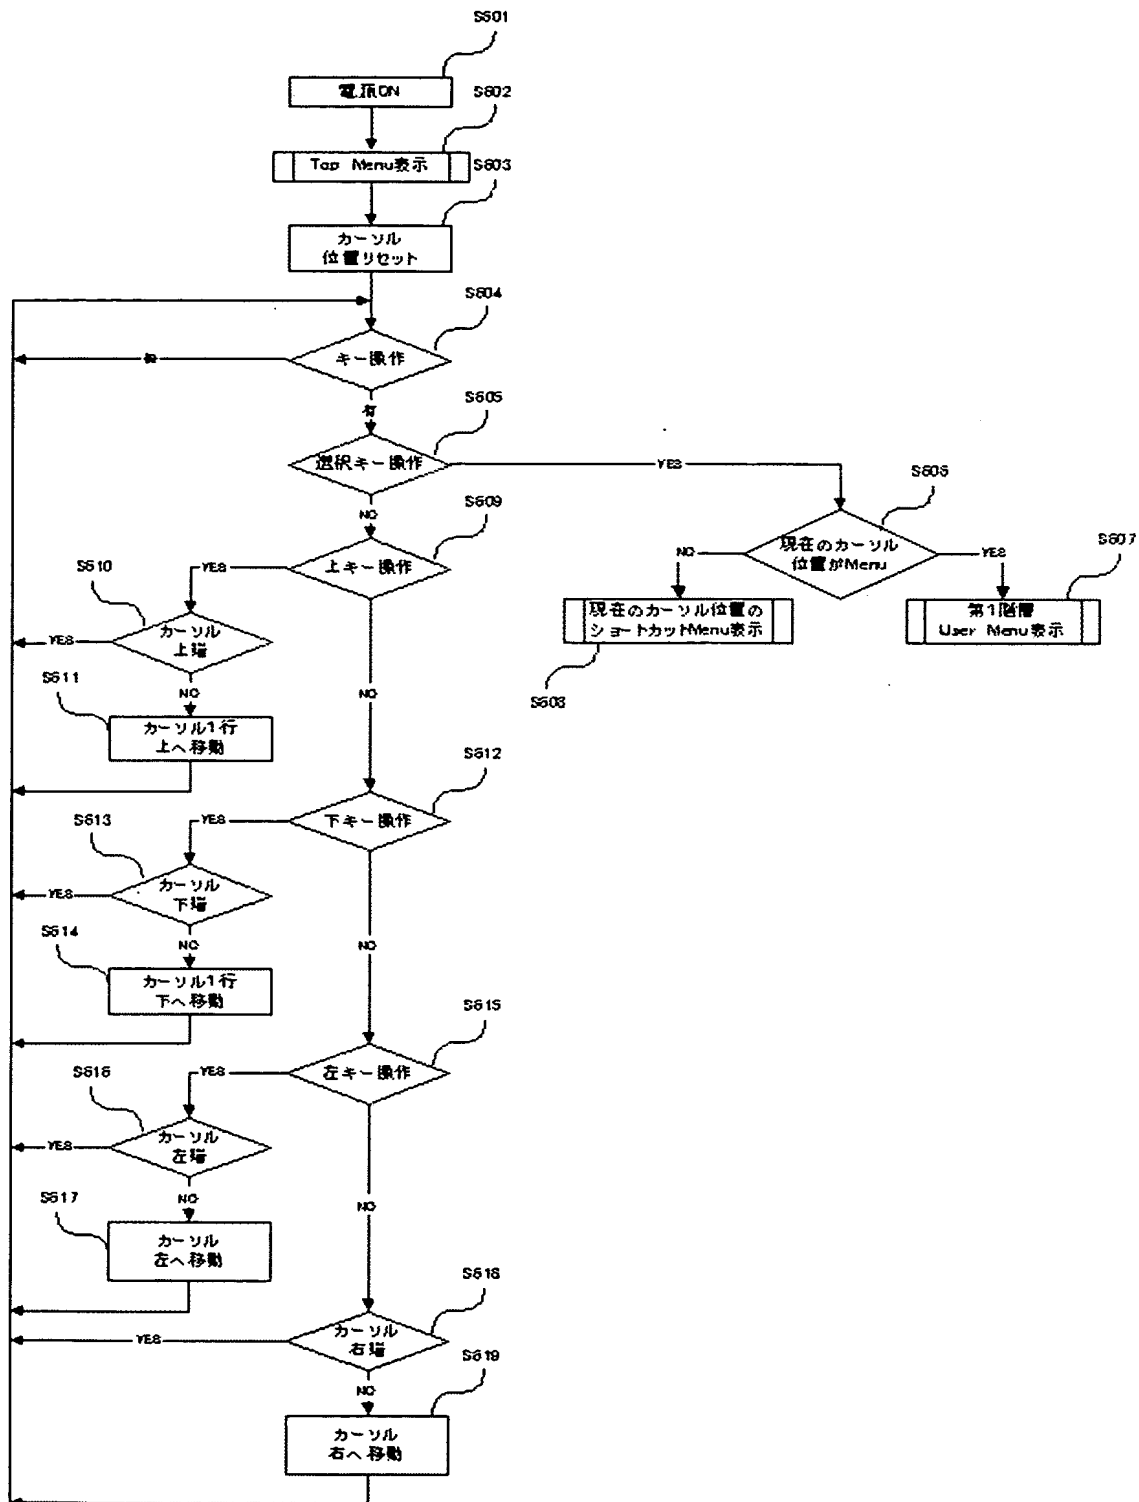 S601
電源ON
S602
Top Menu表示
S603
カーソル
位置リセット
S604
キー操作
無
有
S605
選択キー操作
YES
NO
S606
現在のカーソル
位置がMenu
NO
YES
S607
第1階層
User Menu表示
現在のカーソル位置の
ショートカットMenu表示
S608
S609
上キー操作
YES
NO
S610
カーソル
上端
YES
NO
S611
カーソル1行
上へ移動
S612
下キー操作
YES
NO
S613
カーソル
下端
YES
NO
S614
カーソル1行
下へ移動
S615
左キー操作
YES
NO
S616
カーソル
左端
YES
NO
S617
カーソル
左へ移動
S618
カーソル
右端
YES
NO
S619
カーソル
右へ移動